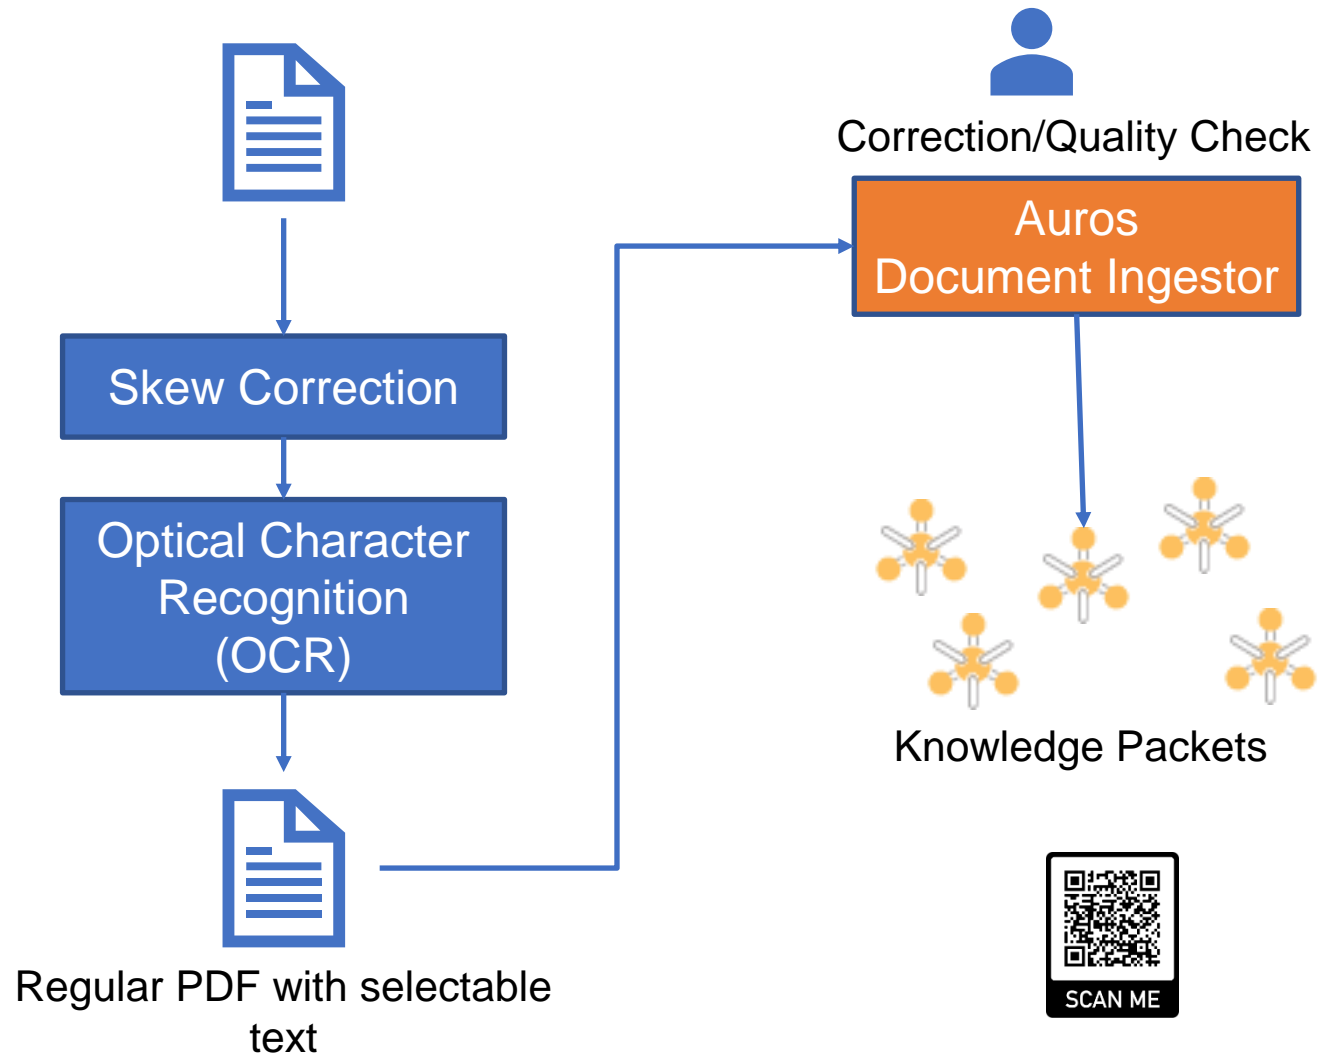 Skew Correction
Optical Character
Recognition
(OCR)
Regular PDF with selectable
text
Correction/Quality Check
Auros
Document Ingestor
Knowledge Packets
SCAN ME